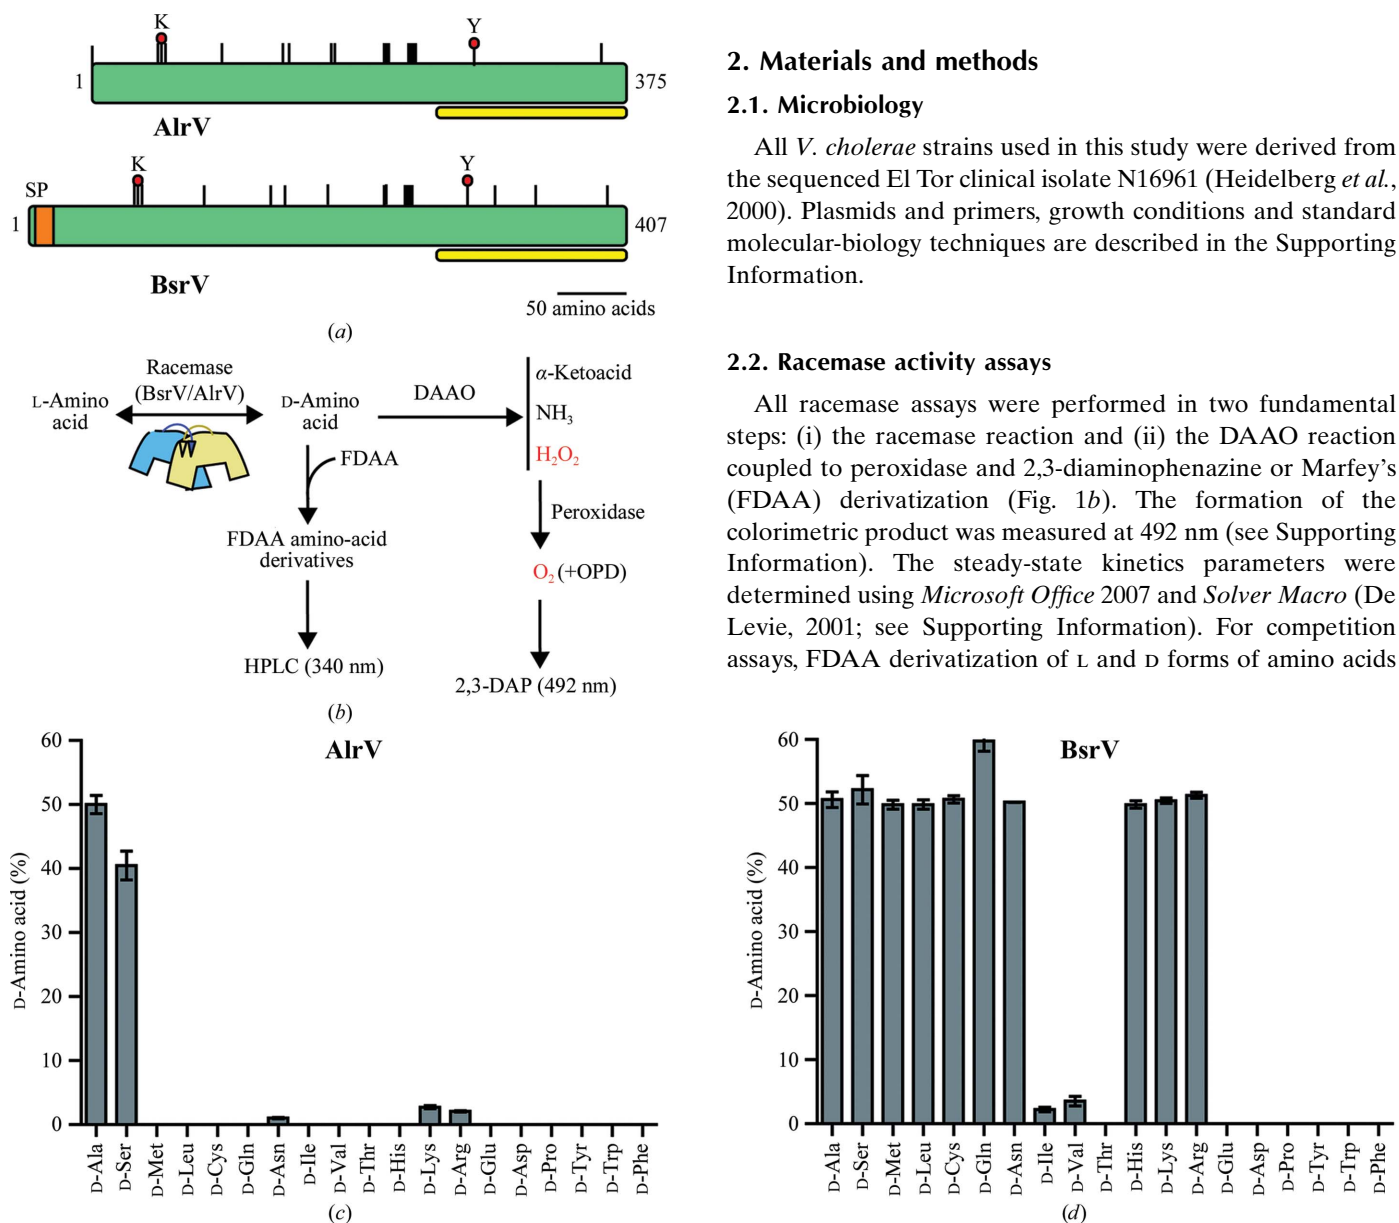 K
Y
1
375
AlrV
K
Y
SP
1
407
BsrV
50 amino acids
(a)
Racemase
(BsrV/AlrV)
L-Amino
acid
D-Amino
acid
DAAO
α-Ketoacid
NH3
H2O2
FDAA
Peroxidase
FDAA amino-acid
derivatives
O2 (+OPD)
HPLC (340 nm)
2,3-DAP (492 nm)
(b)
2. Materials and methods
2.1. Microbiology
All V. cholerae strains used in this study were derived from
the sequenced El Tor clinical isolate N16961 (Heidelberg et al.,
2000). Plasmids and primers, growth conditions and standard
molecular-biology techniques are described in the Supporting
Information.
2.2. Racemase activity assays
All racemase assays were performed in two fundamental
steps: (i) the racemase reaction and (ii) the DAAO reaction
coupled to peroxidase and 2,3-diaminophenazine or Marfey's
(FDAA) derivatization (Fig. 1b). The formation of the
colorimetric product was measured at 492 nm (see Supporting
Information). The steady-state kinetics parameters were
determined using Microsoft Office 2007 and Solver Macro (De
Levie, 2001; see Supporting Information). For competition
assays, FDAA derivatization of L and D forms of amino acids
AlrV
D-Amino acid (%)
60
50
40
30
20
10
0
D-Ala
D-Ser
D-Met
D-Leu
D-Cys
D-Gln
D-Asn
D-Ile
D-Val
D-Thr
D-His
D-Lys
D-Arg
D-Glu
D-Asp
D-Pro
D-Tyr
D-Trp
D-Phe
(c)
BsrV
D-Amino acid (%)
60
50
40
30
20
10
0
D-Ala
D-Ser
D-Met
D-Leu
D-Cys
D-Gln
D-Asn
D-Ile
D-Val
D-Thr
D-His
D-Lys
D-Arg
D-Glu
D-Asp
D-Pro
D-Tyr
D-Trp
D-Phe
(d)